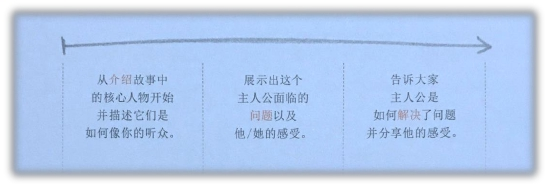 从介绍故事中
的核心人物开始
并描述它们是
如何像你的听众。
展示出这个
主人公面临的
问题以及
他/她的感受。
告诉大家
主人公是
如何解决了问题
并分享他的感受。